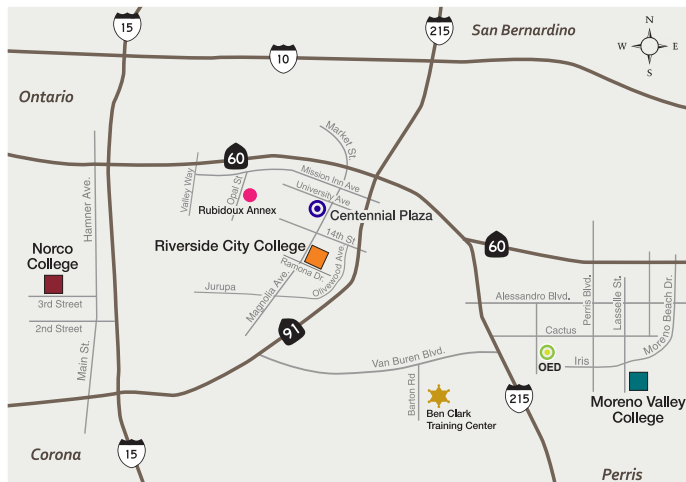 15
215
San Bernardino
N
W E
S
10
Ontario
Market St.
60
Mission Inn Ave
Valley Way
Opal St
University Ave
Rubidoux Annex
Centennial Plaza
Hamner Ave.
14th St
Norco
College
Riverside City College
60
Ramona Dr.
Olivewood Ave
Perris Blvd.
Lasselle St.
Moreno Beach Dr.
Jurupa
Magnolia Ave.
3rd Street
Alessandro Blvd.
2nd Street
91
Cactus
Main St.
Van Buren Blvd.
OED
Iris
Barton Rd
215
Moreno Valley
College
Ben Clark
Training Center
Corona
15
Perris